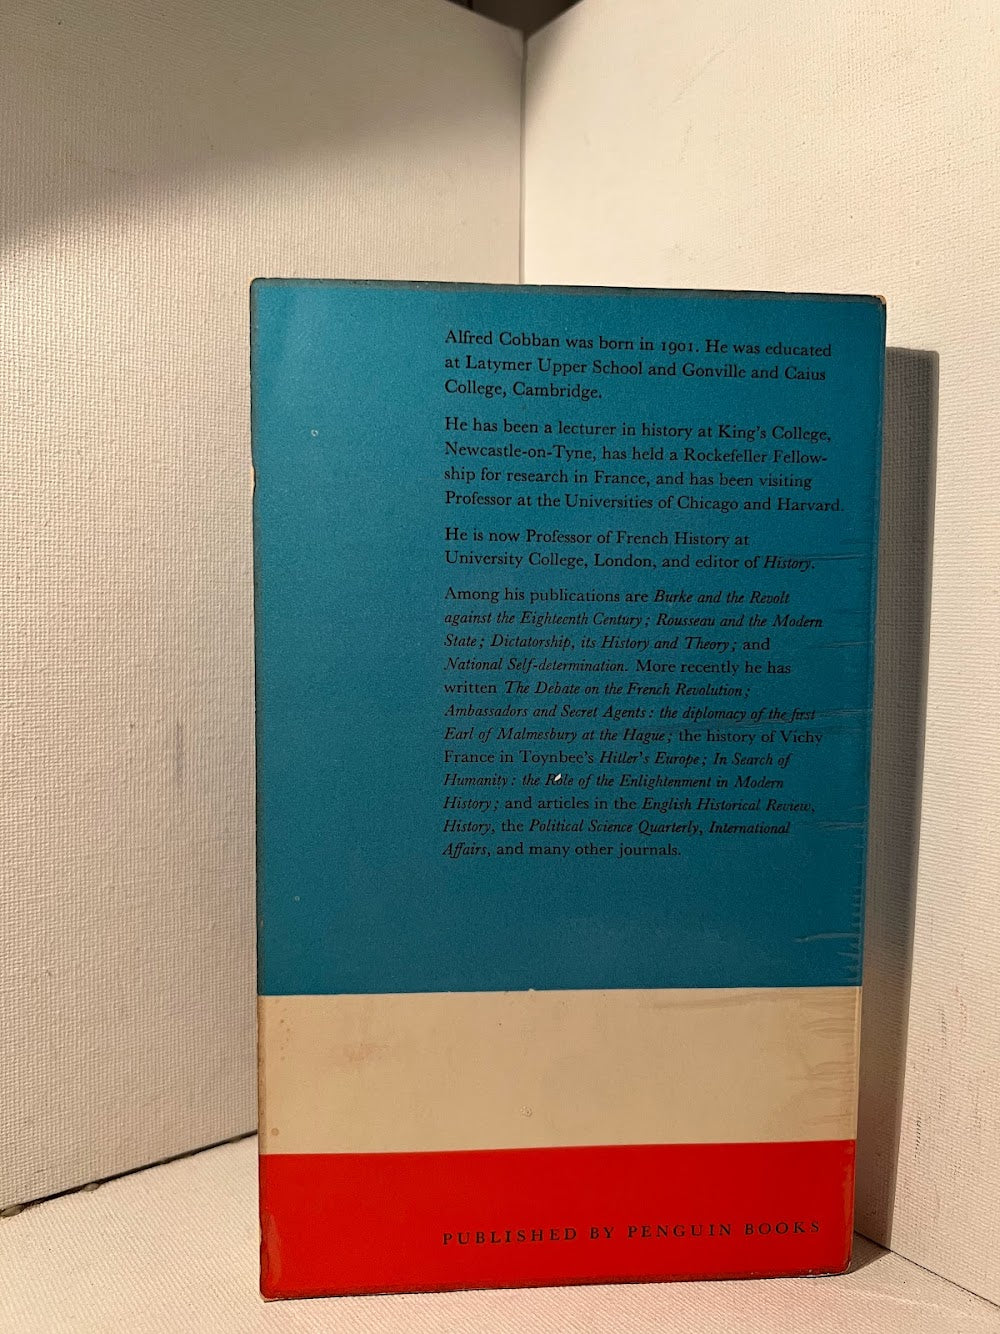 Alfred Cobban was born in 1901. He was educated
at Latymer Upper School and Gonville and Caius
College, Cambridge.
He has been a lecturer in history at King's College,
Newcastle-on-Tyne, has held a Rockefeller Fellow-
ship for research in France, and has been visiting
Professor at the Universities of Chicago and Harvard.
He is now Professor of French History at
University College, London, and editor of History.
Among his publications are Burke and the Revolt
against the Eighteenth Century; Rousseau and the Modern
State; Dictatorship, its History and Theory; and
National Self-determination. More recently he has
written The Debate on the French Revolution;
Ambassadors and Secret Agents: the diplomacy of the first
Earl of Malmesbury at the Hague; the history of Vichy
France in Toynbee's Hitler's Europe; In Search of
Humanity: the Role of the Enlightenment in Modern
History; and articles in the English Historical Review,
History, the Political Science Quarterly, International
Affairs, and many other journals.
PUBLISHED BY PENGUIN BOOKS